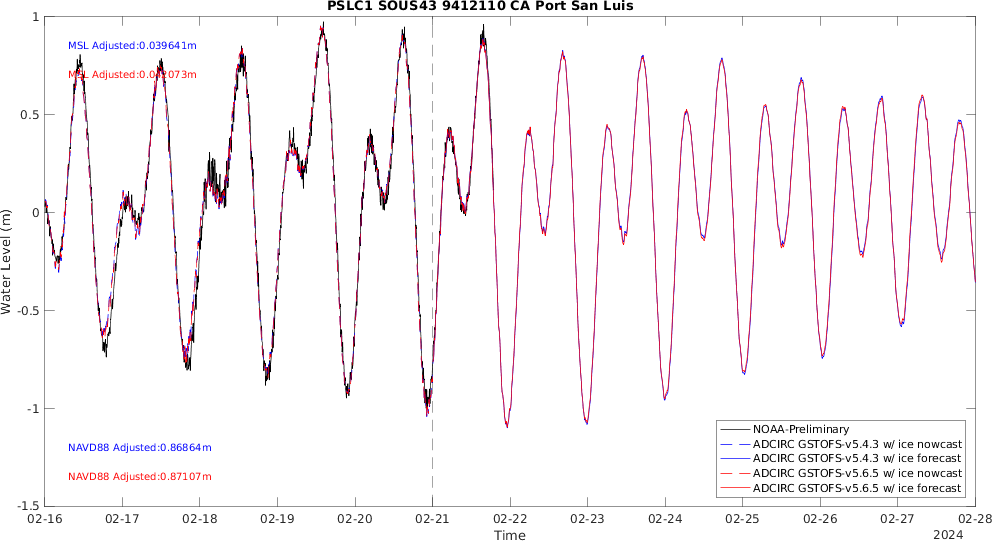 PSLC1 SOUS43 9412110 CA Port San Luis
MSL Adjusted:0.039641m
MSL Adjusted:0.042073m
1
0.5
0
-0.5
-1
-1.5
Water Level (m)
NAVD88 Adjusted:0.86864m
NAVD88 Adjusted:0.87107m
NOAA-Preliminary
ADCIRC GSTOFS-v5.4.3 w/ ice nowcast
ADCIRC GSTOFS-v5.4.3 w/ ice forecast
ADCIRC GSTOFS-v5.6.5 w/ ice nowcast
ADCIRC GSTOFS-v5.6.5 w/ ice forecast
02-16 02-17 02-18 02-19 02-20 02-21 02-22 02-23 02-24 02-25 02-26 02-27 02-28
Time
2024